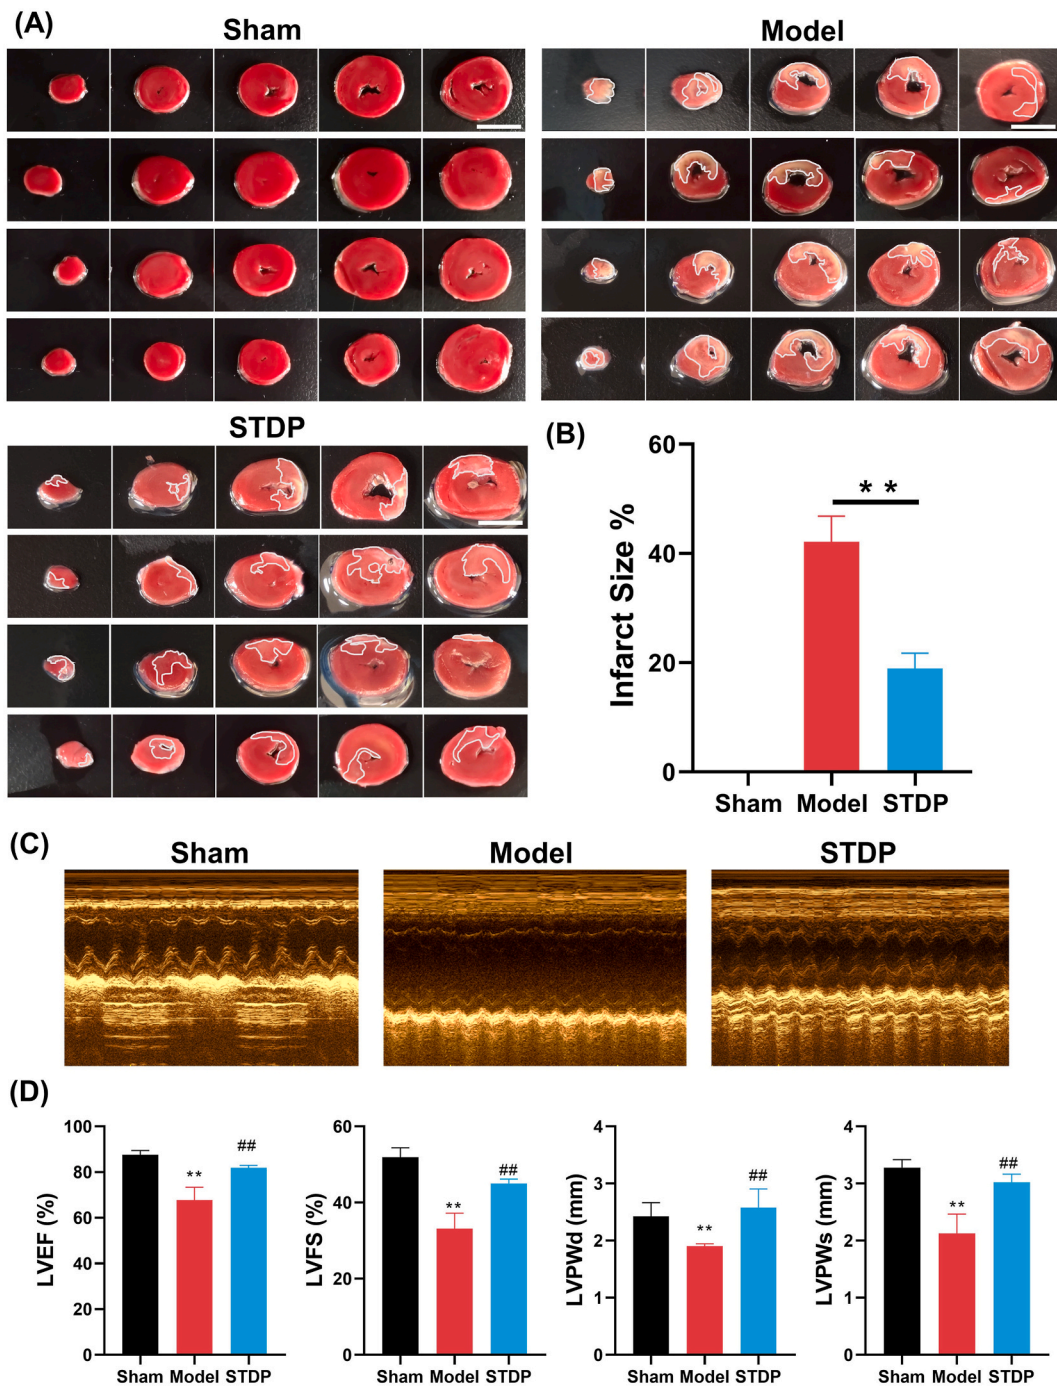 (A)
Sham
Model
STDP
(B)
60
40
20
0
Infarct Size %
* *
Sham Model STDP
(C)
Sham
Model
STDP
(D)
100
80
60
40
20
0
LVEF (%)
**
##
Sham Model STDP
60
40
20
0
LVFS (%)
**
##
Sham Model STDP
4
3
2
1
0
LVPWd (mm)
**
##
Sham Model STDP
4
3
2
1
0
LVPWs (mm)
**
##
Sham Model STDP